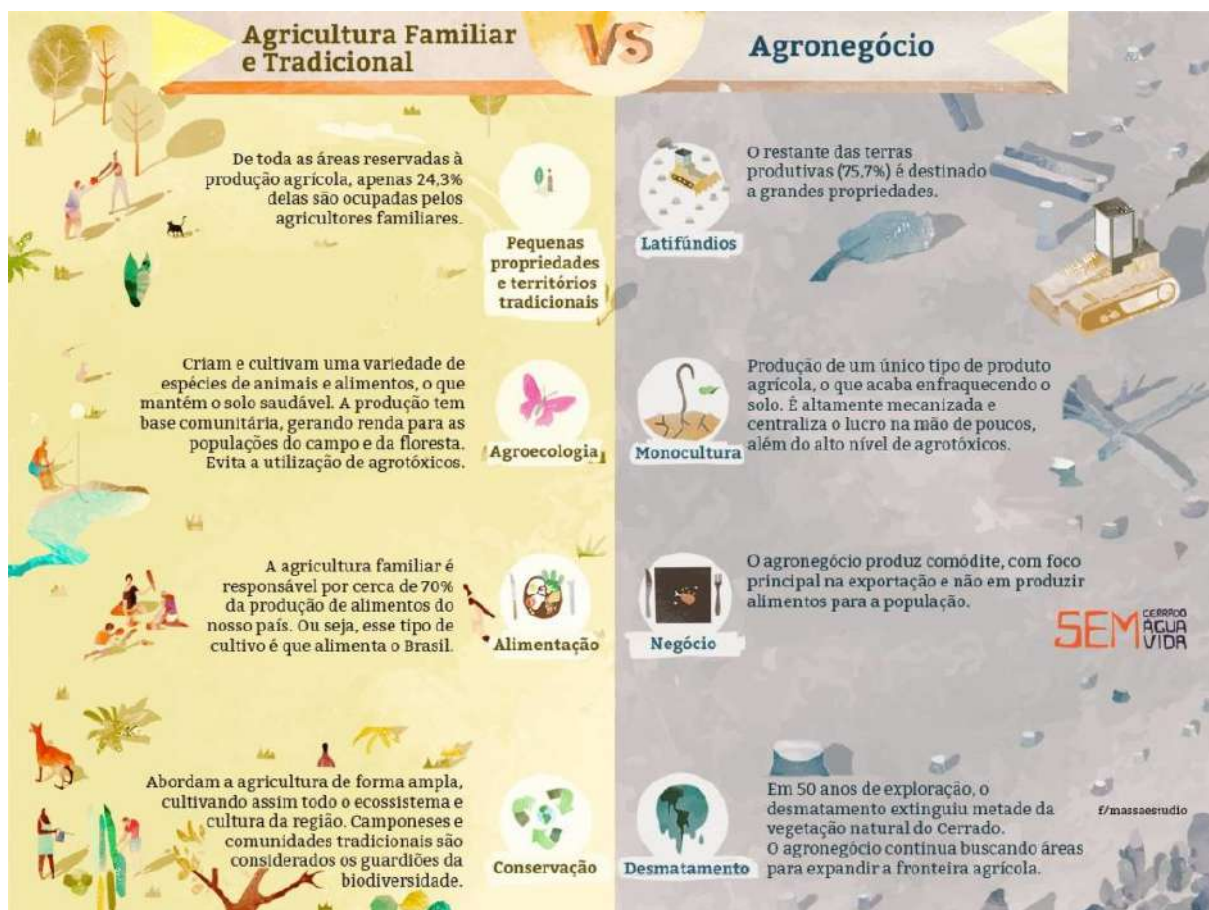 Agricultura Familiar
e Tradicional
VS
Agronegócio
De toda as áreas reservadas à
produção agrícola, apenas 24,3%
delas são ocupadas pelos
agricultores familiares.
Pequenas
propriedades
e territórios
tradicionais
Latifúndios
O restante das terras
produtivas (75,7%) é destinado
a grandes propriedades.
Criam e cultivam uma variedade de
espécies de animais e alimentos, o que
mantém o solo saudável. A produção tem
base comunitária, gerando renda para as
populações do campo e da floresta.
Evita a utilização de agrotóxicos.
Agroecologia
Monocultura
Produção de um único tipo de produto
agrícola, o que acaba enfraquecendo o
solo. É altamente mecanizada e
centraliza o lucro na mão de poucos,
além do alto nível de agrotóxicos.
A agricultura familiar é
responsável por cerca de 70%
da produção de alimentos do
nosso país. Ou seja, esse tipo de
cultivo é que alimenta o Brasil.
Alimentação
Negócio
O agronegócio produz comódite, com foco
principal na exportação e não em produzir
alimentos para a população.
SEM CERRADO
ÁGUA
VIDA
Abordam a agricultura de forma ampla,
cultivando assim todo o ecossistema e
cultura da região. Camponeses e
comunidades tradicionais são
considerados os guardiões da
biodiversidade.
Conservação
Desmatamento
Em 50 anos de exploração, o
desmatamento extinguiu metade da
vegetação natural do Cerrado.
O agronegócio continua buscando áreas
para expandir a fronteira agrícola.
f/massaestudio